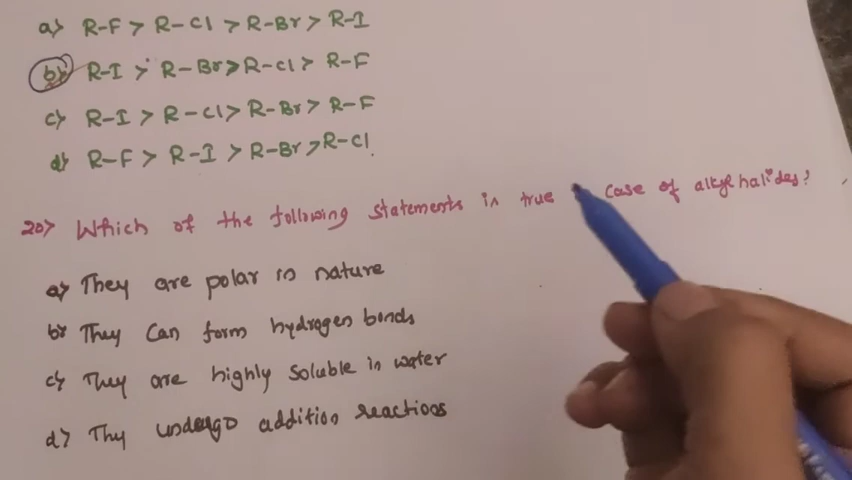 a) R-F > R-Cl > R-Br > R-I
b) R-I > R-Br > R-Cl > R-F
c) R-I > R-Cl > R-Br > R-F
d) R-F > R-I > R-Br > R-Cl.
20) Which of the following statements is true case of alkyl halides?
a) They are polar in nature
b) They can form hydrogen bonds
c) They are highly soluble in water
d) Thy undergo addition reactions